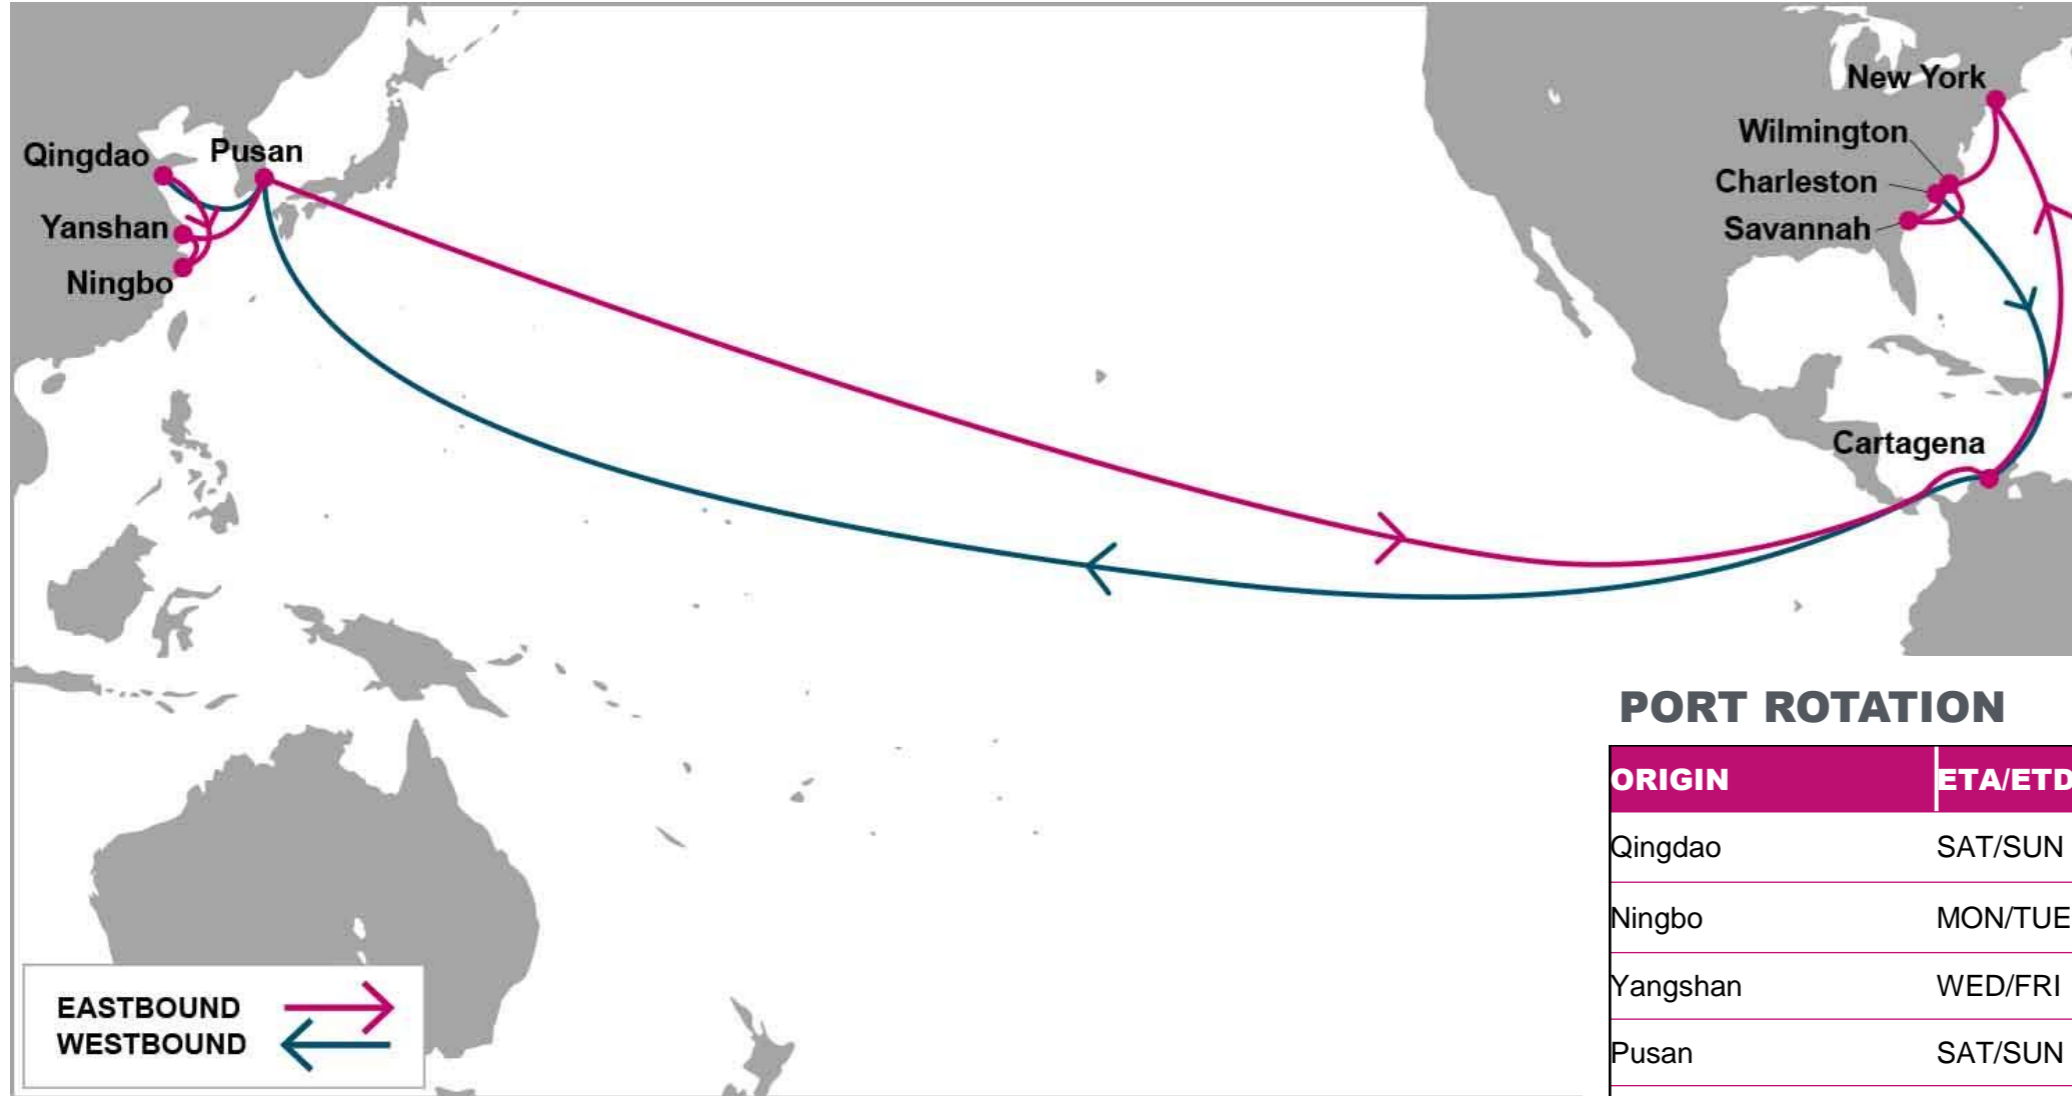 New York
Wilmington
Qingdao
Pusan
Charleston
Yanshan
Savannah
Ningbo
Cartagena
PORT ROTATION
ORIGIN ETA/ETD
Qingdao SAT/SUN
Ningbo MON/TUE
Yangshan WED/FRI
Pusan SAT/SUN
EASTBOUND
WESTBOUND